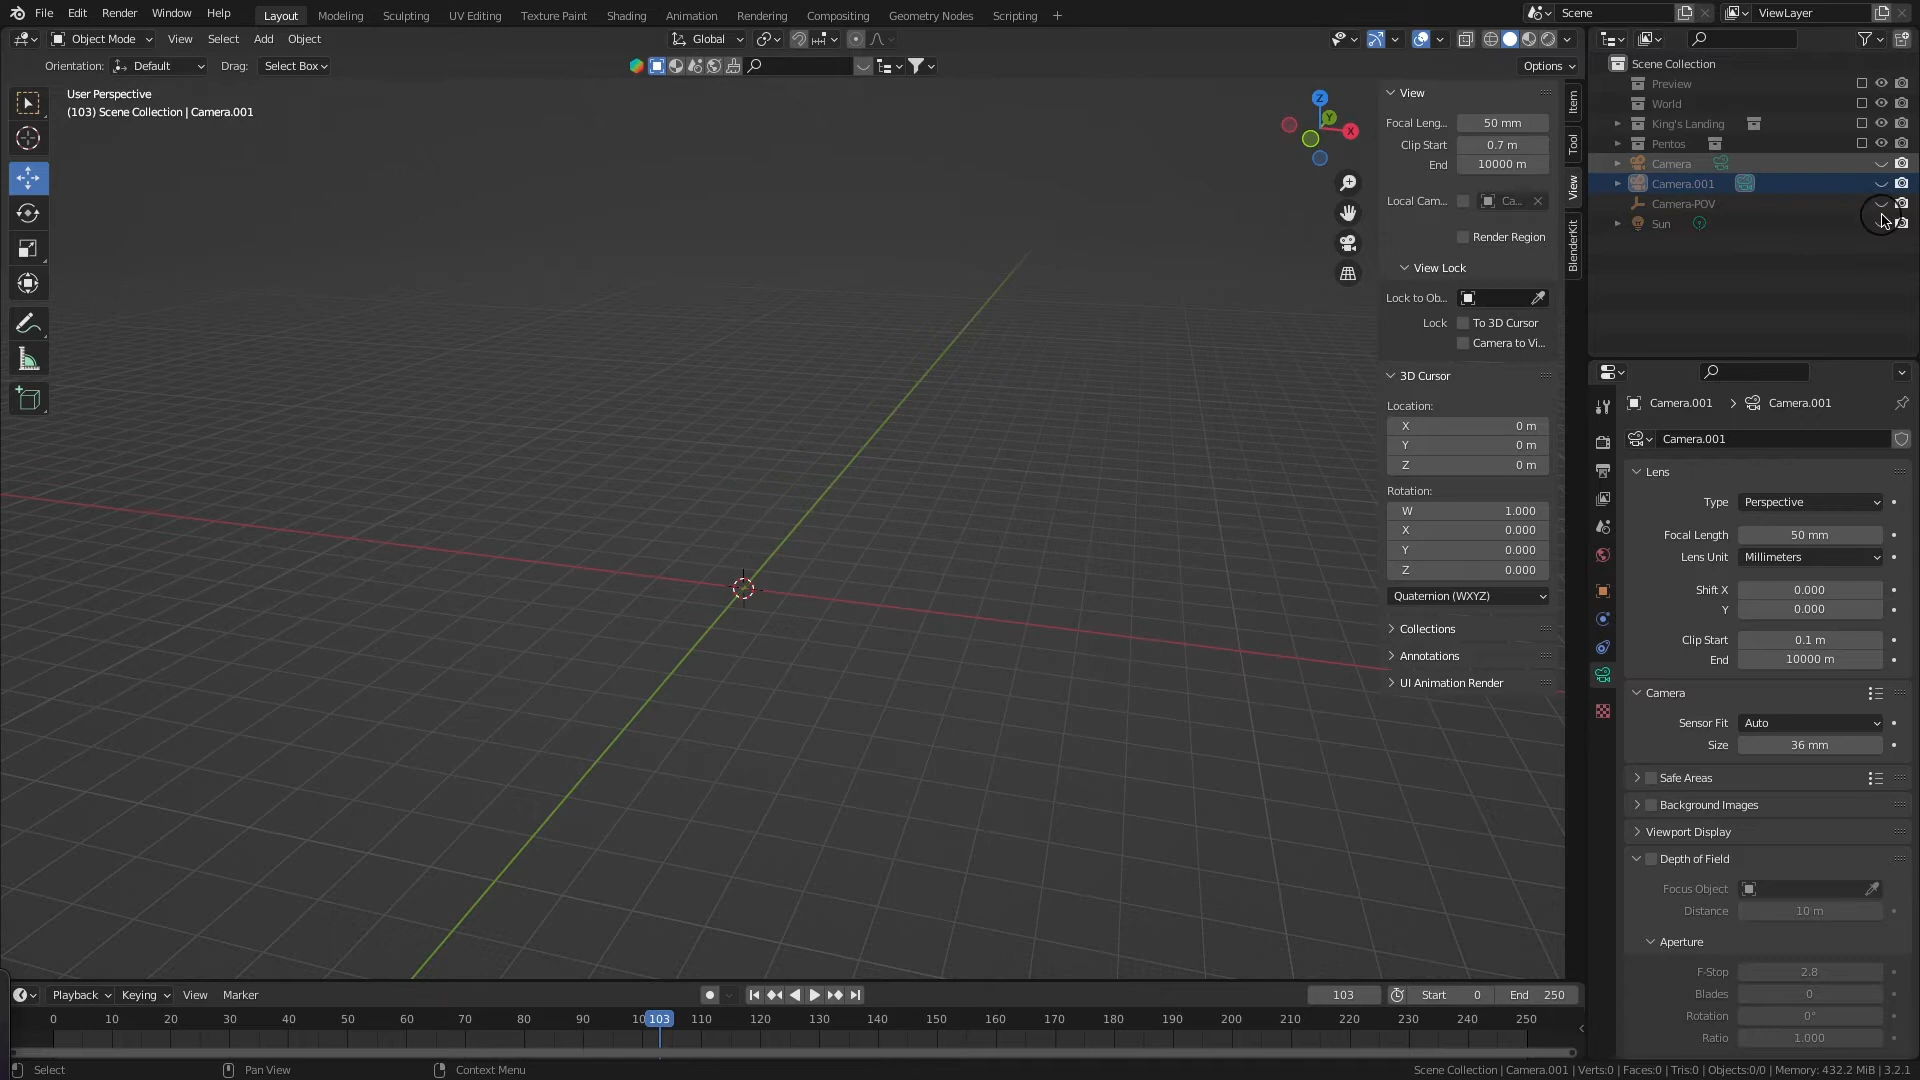 File Edit Render Window Help
Layout Modeling Sculpting UV Editing Texture Paint Shading Animation Rendering Compositing Geometry Nodes Scripting +
Scene
ViewLayer
Object Mode View Select Add Object
Global
Orientation: Default Drag: Select Box
Options
User Perspective
(103) Scene Collection | Camera.001
Z
Y
X
View
Focal Leng... 50 mm
Clip Start 0.7 m
End 10000 m
Local Cam... Ca...
Render Region
View Lock
Lock to Ob...
Lock To 3D Cursor
Camera to Vi...
3D Cursor
Location:
X 0 m
Y 0 m
Z 0 m
Rotation:
W 1.000
X 0.000
Y 0.000
Z 0.000
Quaternion (WXYZ)
Collections
Annotations
UI Animation Render
Item
Tool
View
BlenderKit
Scene Collection
Preview
World
King's Landing
Pentos
Camera
Camera.001
Camera-POV
Sun
Camera.001 > Camera.001
Camera.001
Lens
Type Perspective
Focal Length 50 mm
Lens Unit Millimeters
Shift X 0.000
Y 0.000
Clip Start 0.1 m
End 10000 m
Camera
Sensor Fit Auto
Size 36 mm
Safe Areas
Background Images
Viewport Display
Depth of Field
Focus Object
Distance 10 m
Aperture
F-Stop 2.8
Blades 0
Rotation 0°
Ratio 1.000
Playback Keying View Marker
103 Start 0 End 250
0 10 20 30 40 50 60 70 80 90 10 103 110 120 130 140 150 160 170 180 190 200 210 220 230 240 250
Select Pan View Context Menu
Scene Collection | Camera.001 | Verts:0 | Faces:0 | Tris:0 | Objects:0/0 | Memory: 432.2 MiB | 3.2.1